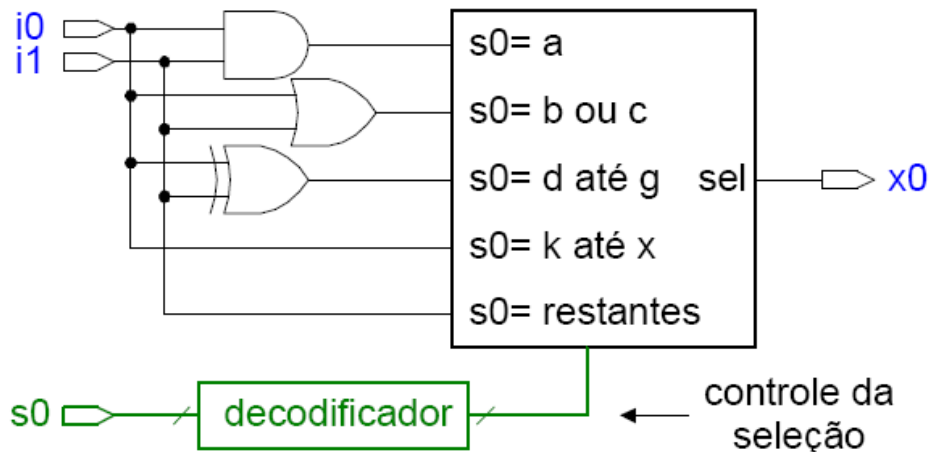 i0
i1
s0= a
s0= b ou c
s0= d até g
sel
x0
s0= k até x
s0= restantes
s0
decodificador
controle da
seleção